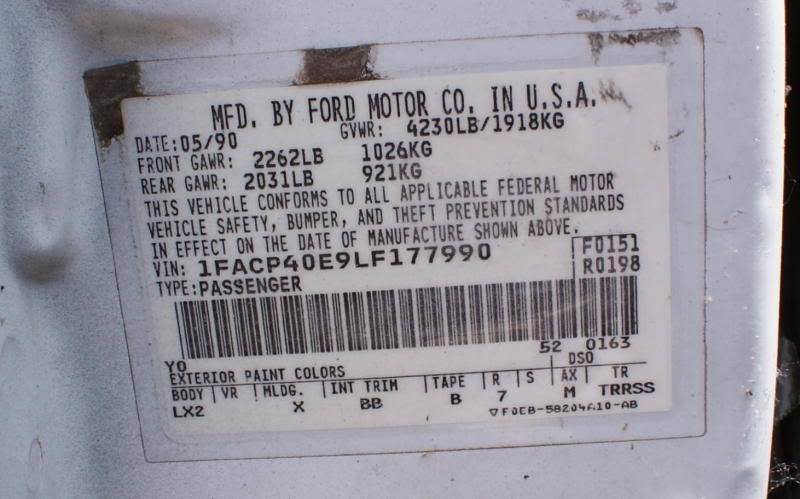 MFD. BY FORD MOTOR CO. IN U.S.A.
DATE: 05/90 GVWR: 4230LB/1918KG
FRONT GAWR: 2262LB 1026KG
REAR GAWR: 2031LB 921KG
THIS VEHICLE CONFORMS TO ALL APPLICABLE FEDERAL MOTOR
VEHICLE SAFETY, BUMPER, AND THEFT PREVENTION STANDARDS
IN EFFECT ON THE DATE OF MANUFACTURE SHOWN ABOVE.
VIN: 1FACP40E9LF177990 F0151
TYPE: PASSENGER R0198
YO 52 0163
EXTERIOR PAINT COLORS DSO
BODY VR MLDG. INT TRIM TAPE R S AX TR
LX2 X BB B 7 M TRRSS
▽F0EB-58204A10-AB